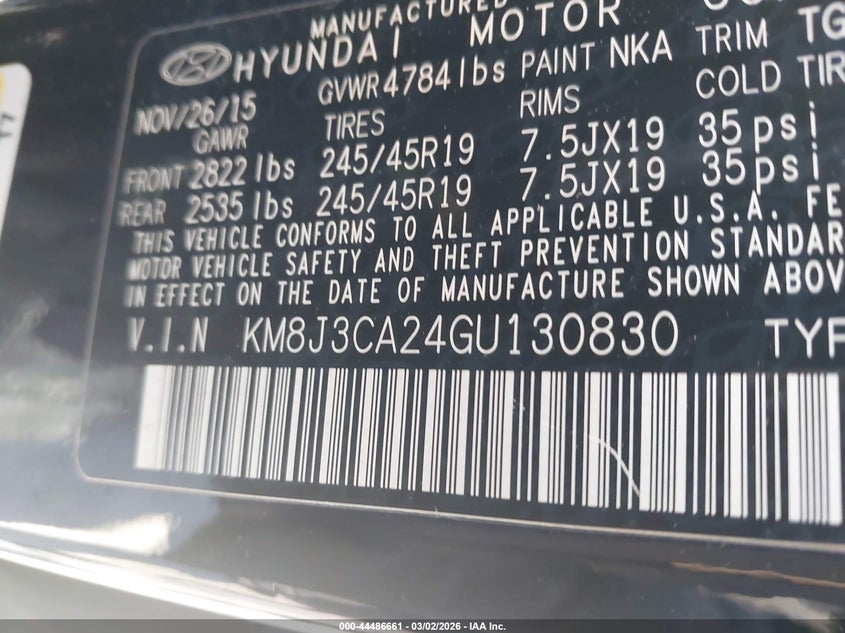 MANUFACTURED
HYUNDAI MOTOR
NOV/26/15 GVWR 4784 lbs PAINT NKA TRIM TG
GAWR TIRES RIMS COLD TIR
FRONT 2822 lbs 245/45R19 7.5JX19 35 psi
REAR 2535 lbs 245/45R19 7.5JX19 35 psi
THIS VEHICLE CONFORMS TO ALL APPLICABLE U.S.A. FE
MOTOR VEHICLE SAFETY AND THEFT PREVENTION STANDAR
IN EFFECT ON THE DATE OF MANUFACTURE SHOWN ABOV
V.I.N KM8J3CA24GU130830 TYP
000-44486661 | 03/02/2026 | IAA Inc.